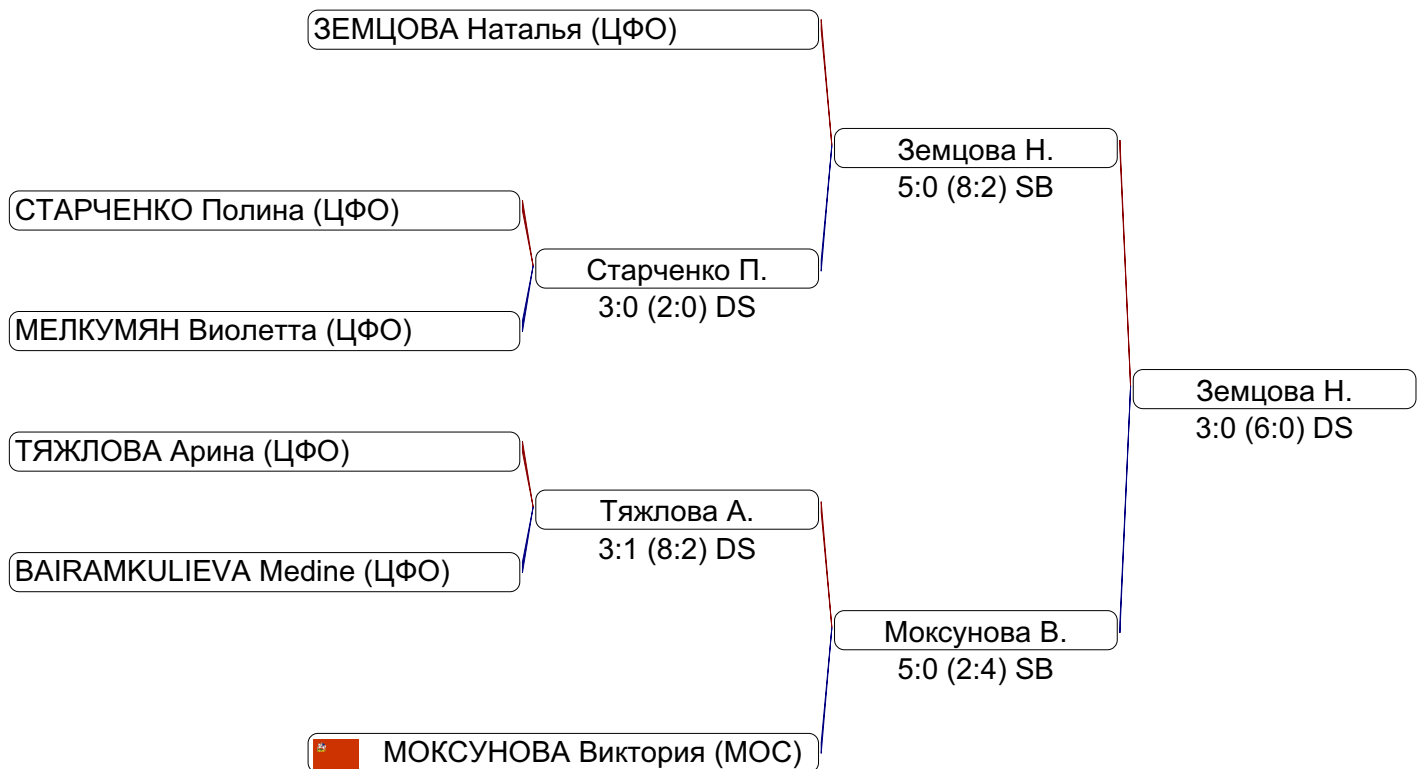 ЗЕМЦОВА Наталья (ЦФО)
Земцова Н.
5:0 (8:2) SB
СТАРЧЕНКО Полина (ЦФО)
Старченко П.
3:0 (2:0) DS
МЕЛКУМЯН Виолетта (ЦФО)
Земцова Н.
3:0 (6:0) DS
ТЯЖЛОВА Арина (ЦФО)
Тяжлова А.
3:1 (8:2) DS
BAIRAMKULIEVA Medine (ЦФО)
Моксунова В.
5:0 (2:4) SB
МОКСУНОВА Виктория (МОС)